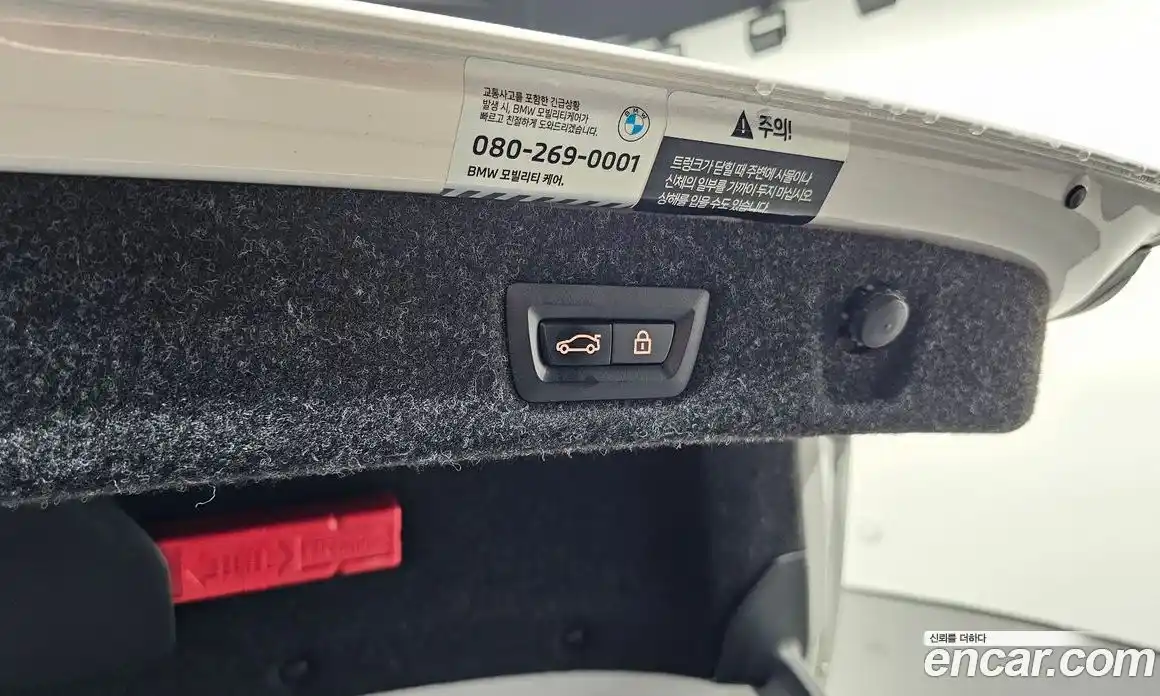 교통사고를 포함한 긴급상황
발생 시, BMW 모빌리티케어가
빠르고 친절하게 도와드리겠습니다.
080-269-0001
BMW 모빌리티 케어.
BMW
주의!
트렁크가 닫힐 때 주변에 사물이나
신체의 일부를 가까이 두지 마십시오.
상해를 입을 수도 있습니다.
신뢰를 더하다
encar.com